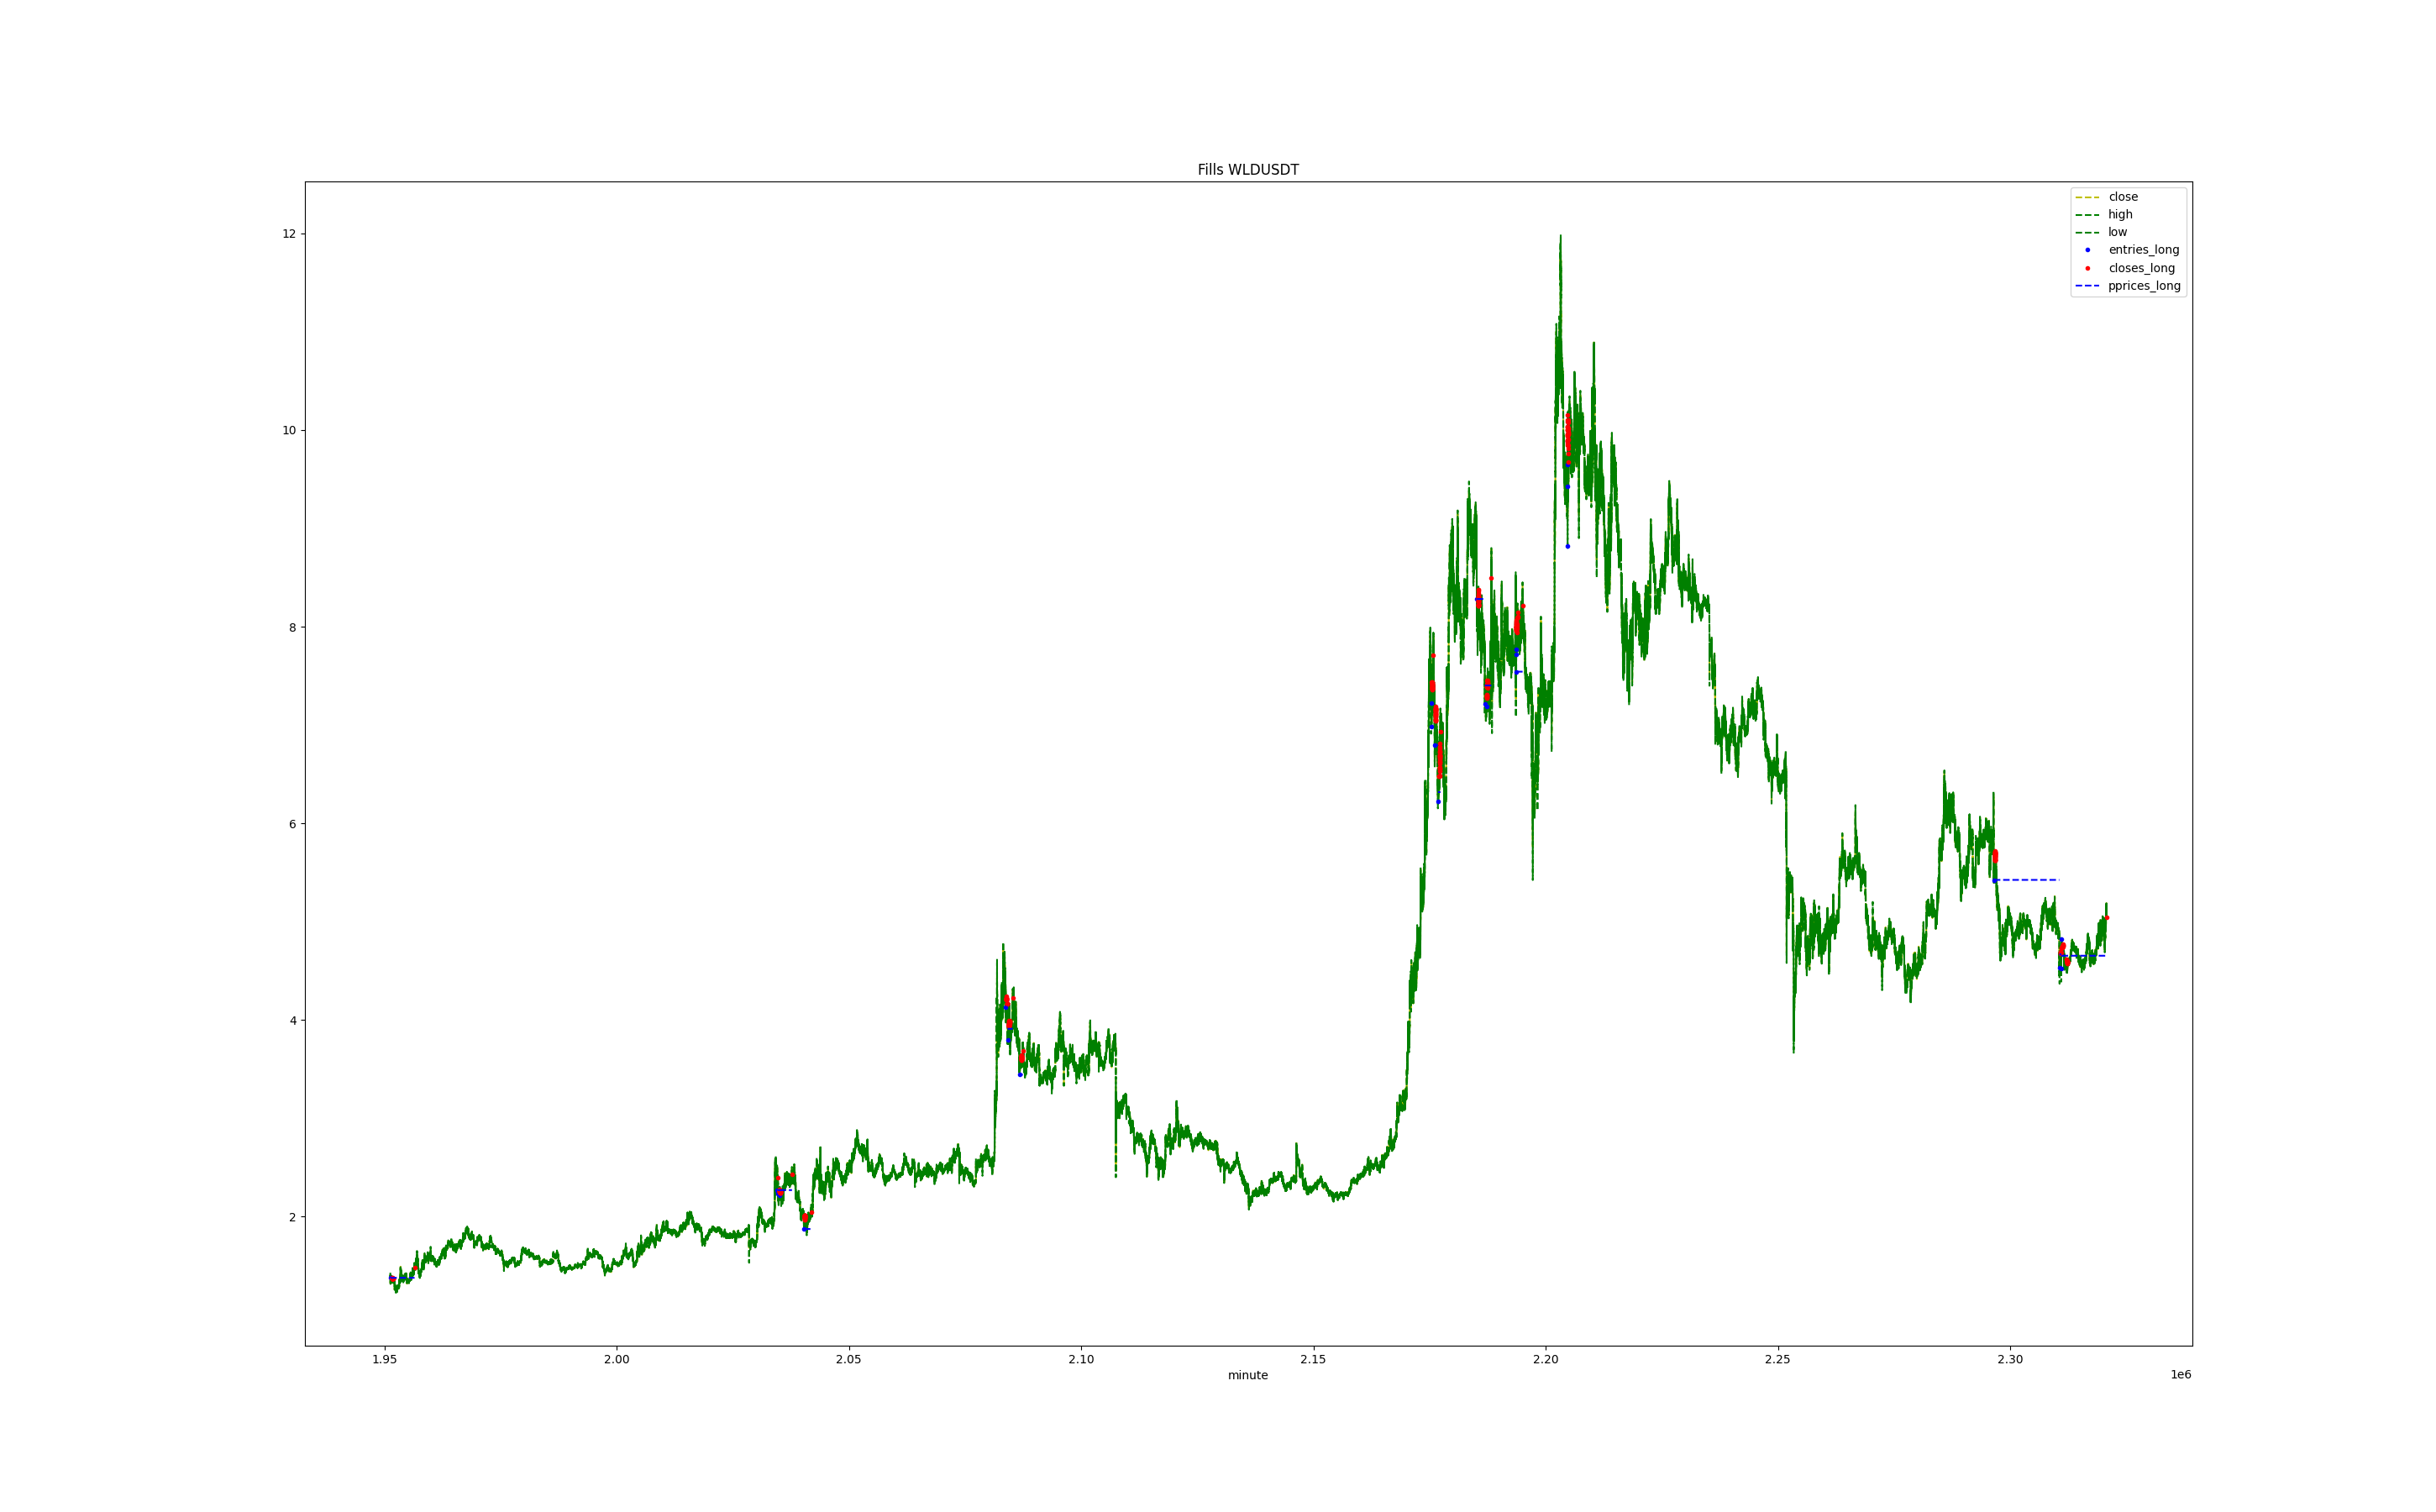 Fills WLDUSDT
close
high
low
entries_long
closes_long
pprices_long
12
10
8
6
4
2
1.95 2.00 2.05 2.10 2.15 2.20 2.25 2.30
minute
1e6